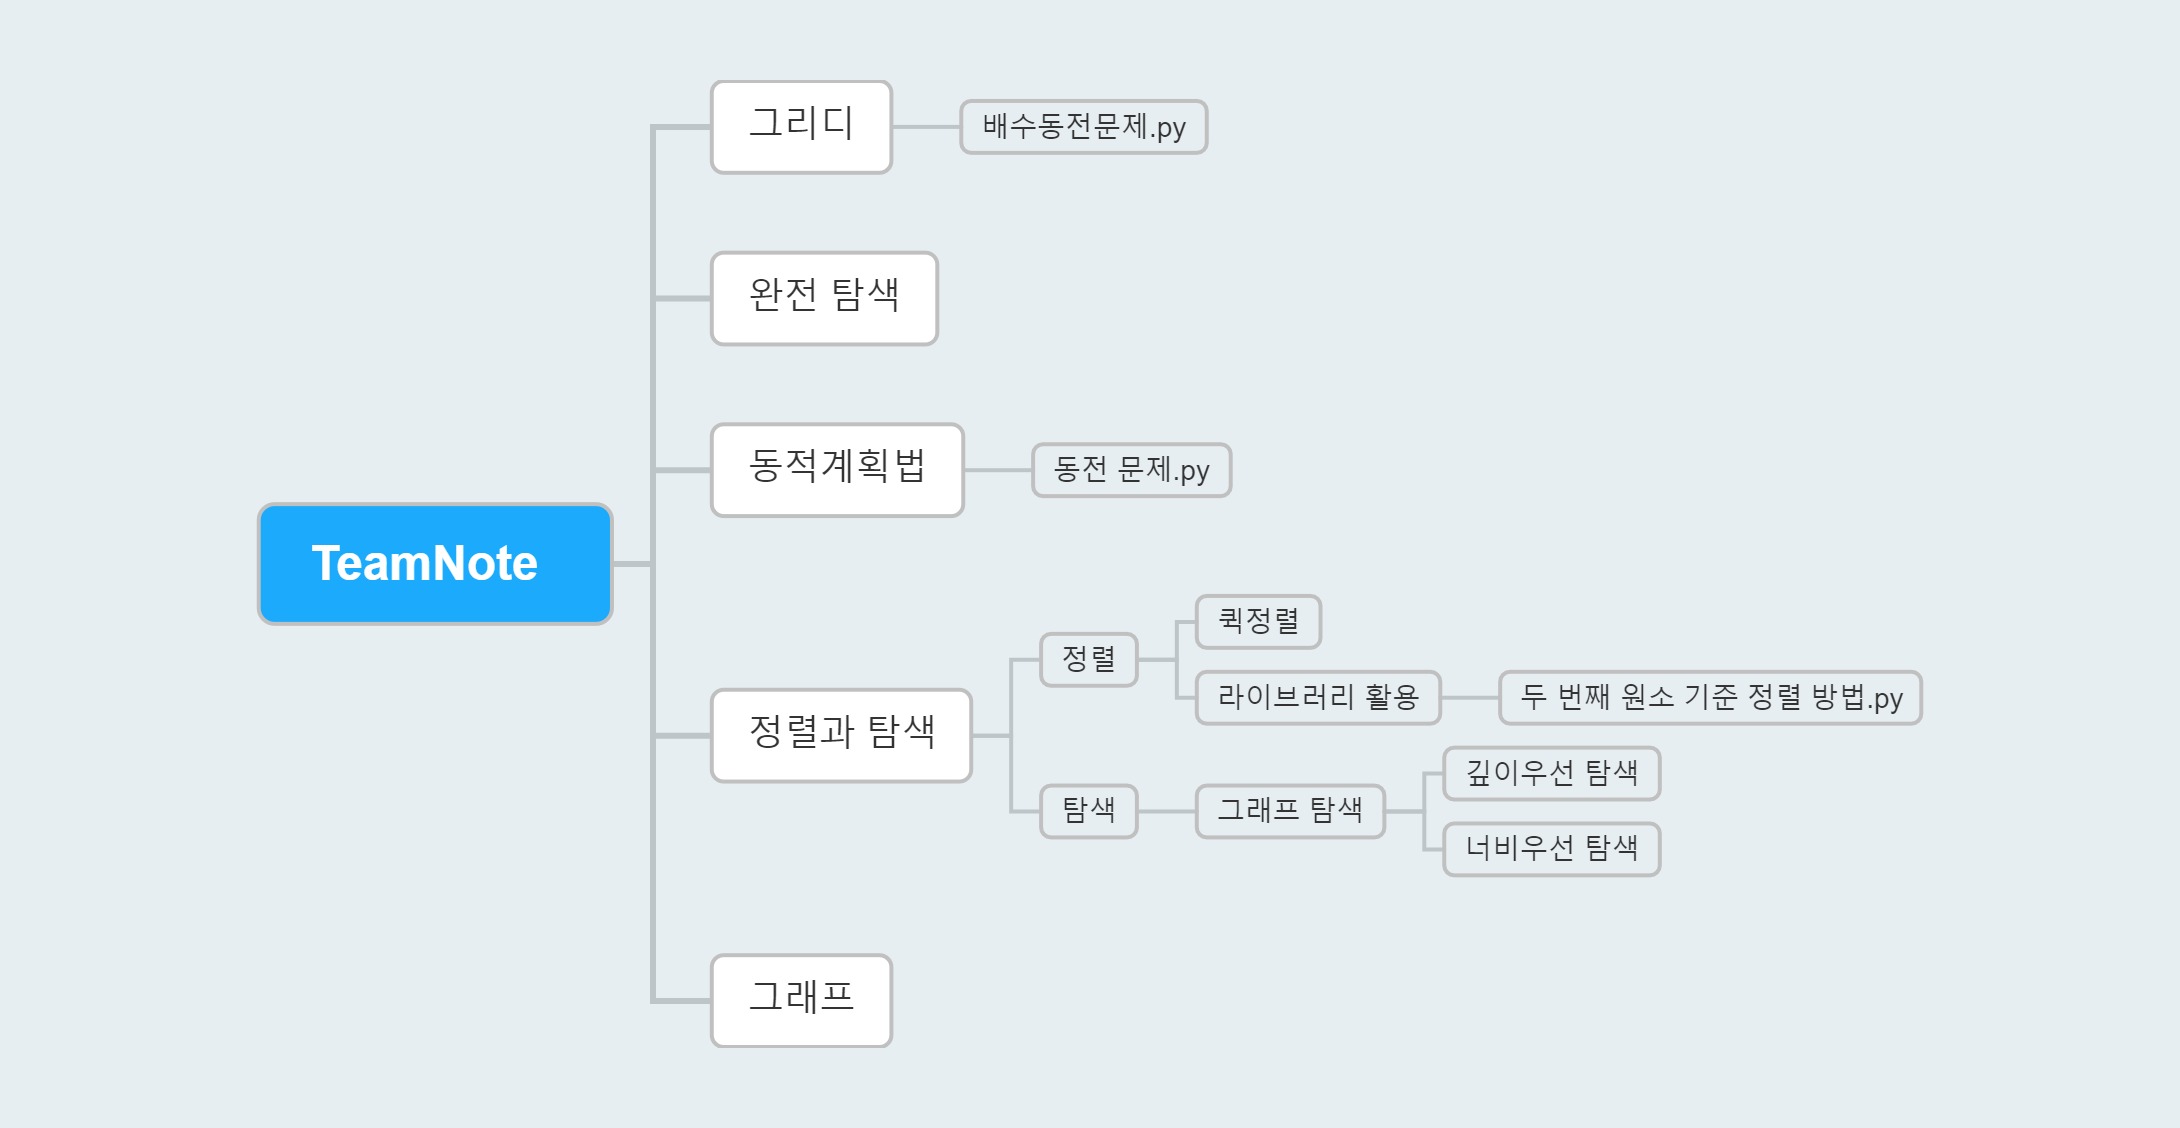 TeamNote
그리디
배수동전문제.py
완전 탐색
동적계획법
동전 문제.py
정렬과 탐색
정렬
퀵정렬
라이브러리 활용
두 번째 원소 기준 정렬 방법.py
탐색
그래프 탐색
깊이우선 탐색
너비우선 탐색
그래프